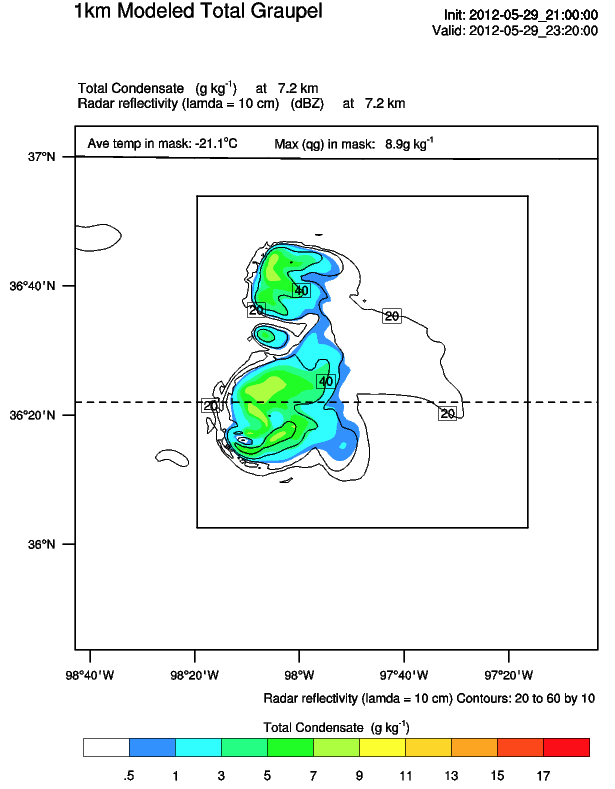 1km Modeled Total Graupel
Init: 2012-05-29_21:00:00
Valid: 2012-05-29_23:20:00
Total Condensate (g kg-1) at 7.2 km
Radar reflectivity (lamda = 10 cm) (dBZ) at 7.2 km
Ave temp in mask: -21.1°C Max (qg) in mask: 8.9g kg-1
37°N
36°40'N
40
20
20
40
36°20'N
20
20
36°N
98°40'W 98°20'W 98°W 97°40'W 97°20'W
Radar reflectivity (lamda = 10 cm) Contours: 20 to 60 by 10
Total Condensate (g kg-1)
.5 1 3 5 7 9 11 13 15 17